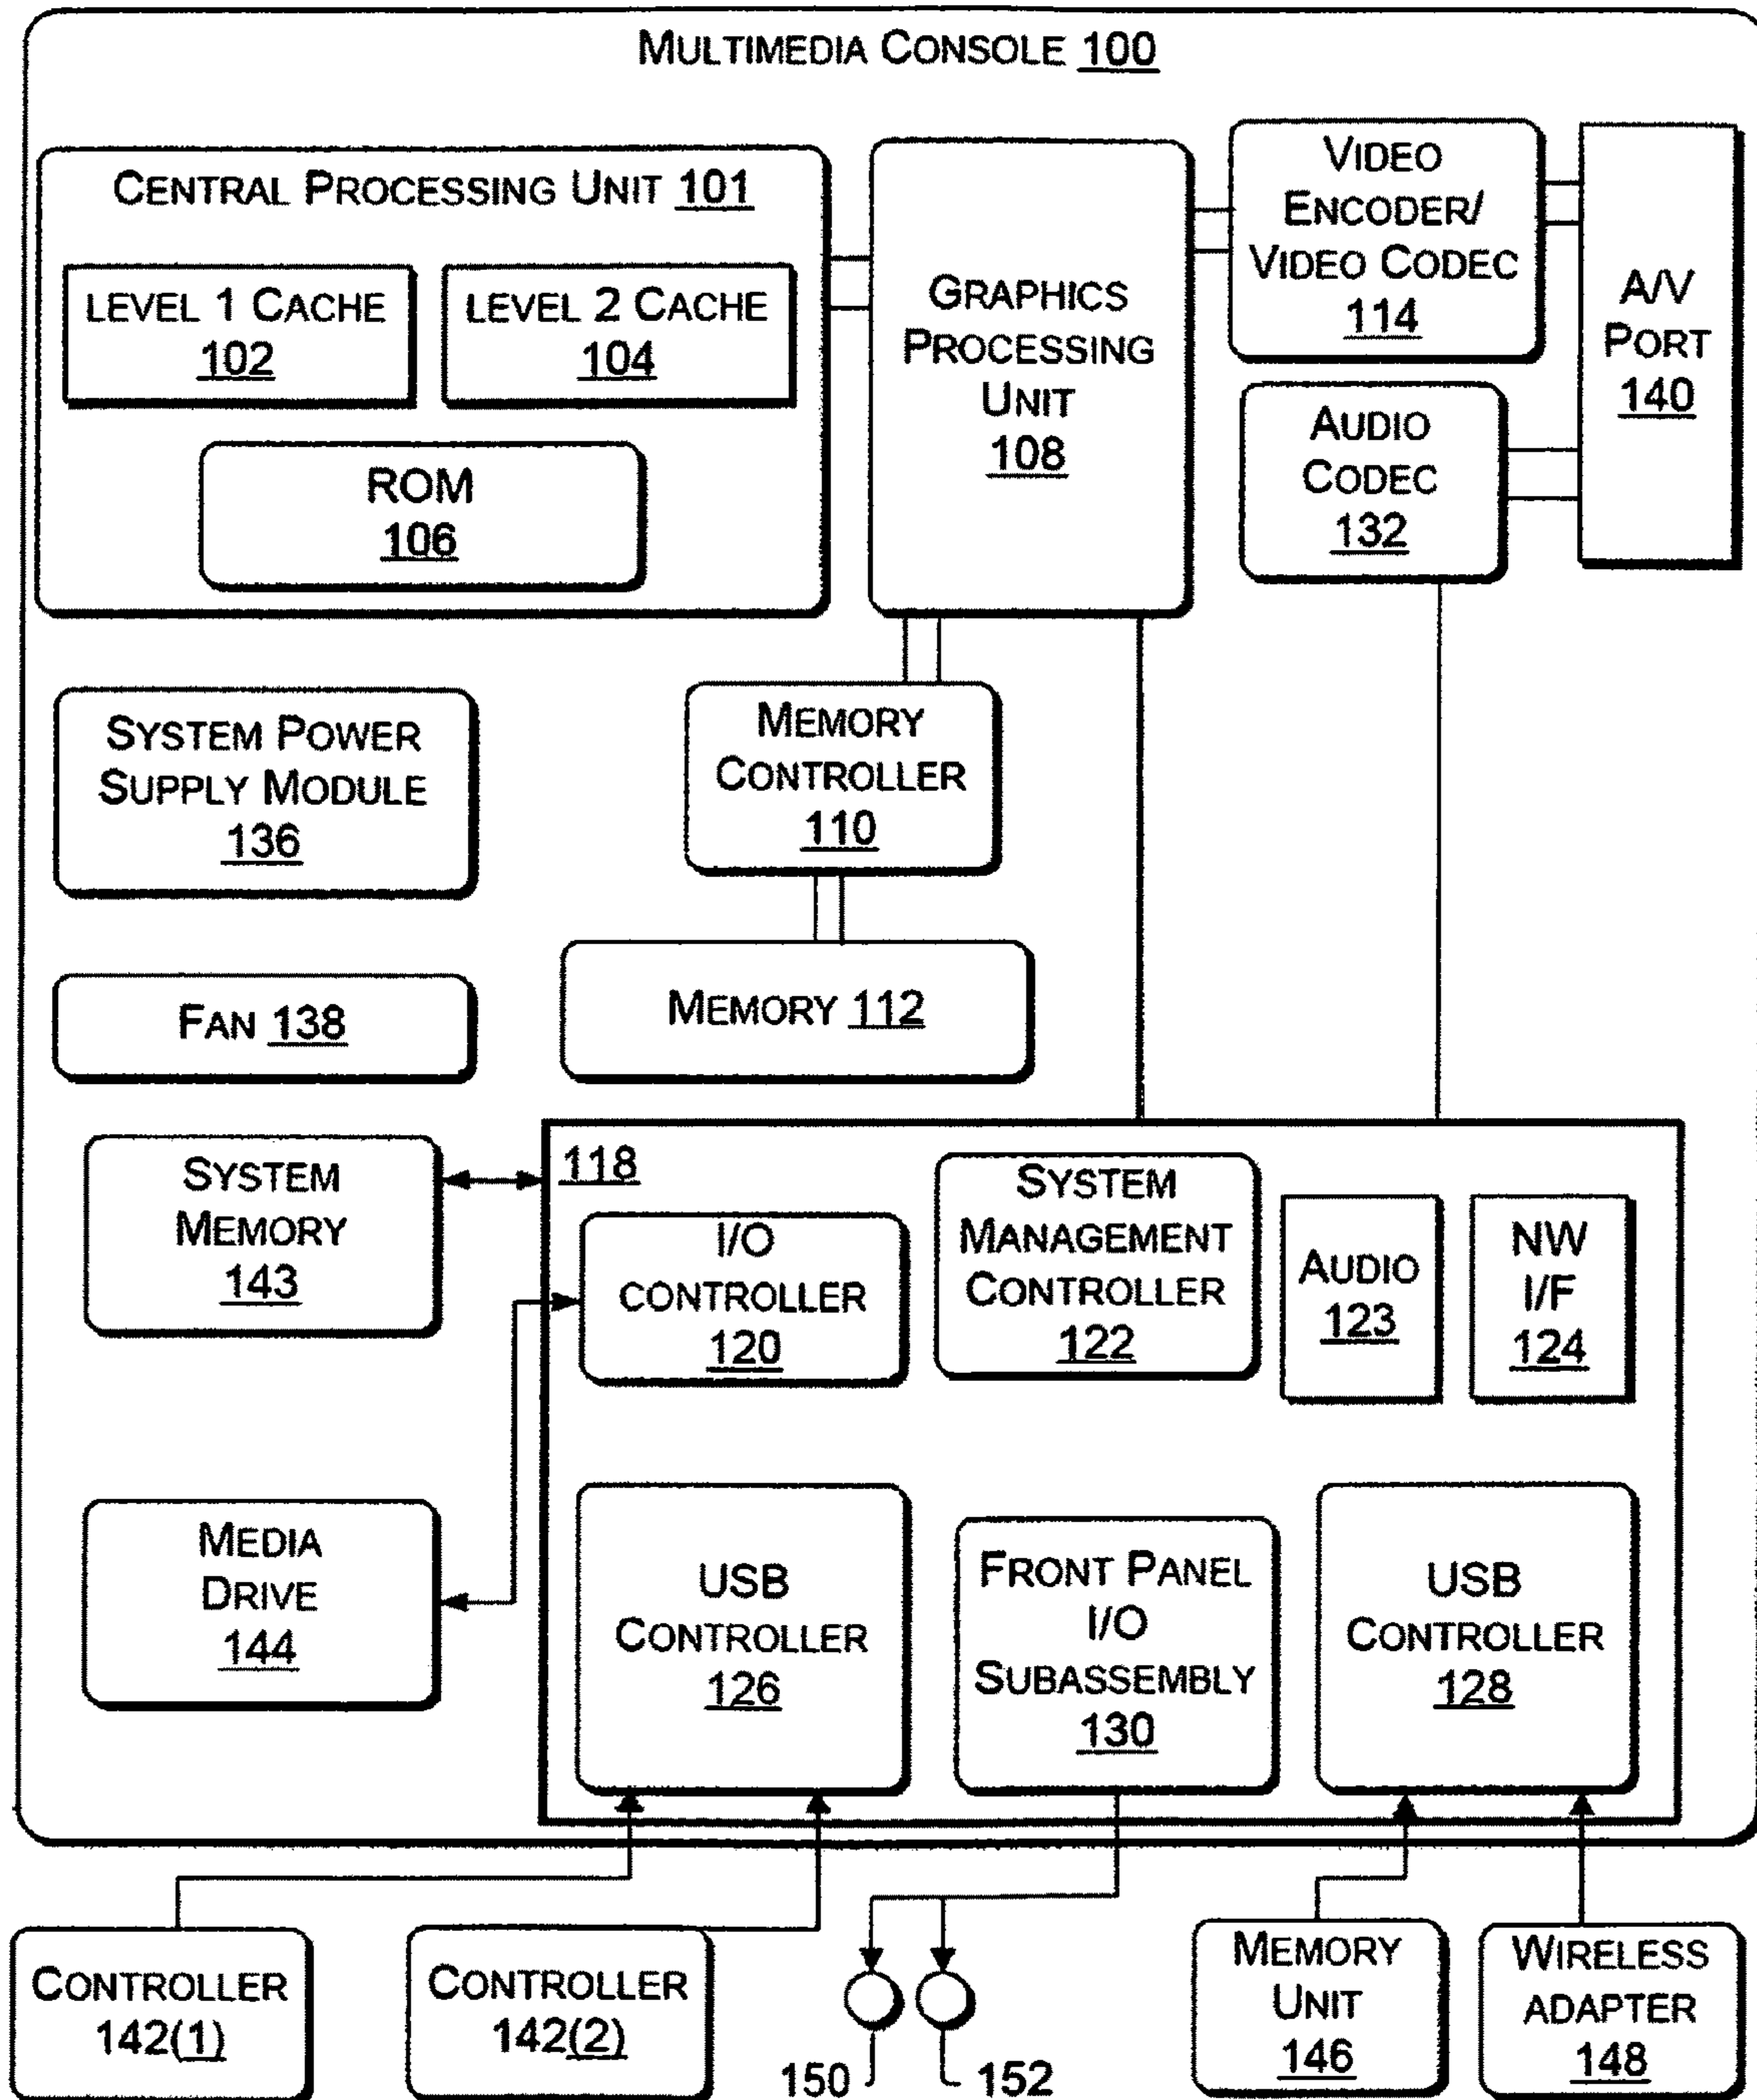 MULTIMEDIA CONSOLE 100
CENTRAL PROCESSING UNIT 101
LEVEL 1 CACHE
102
LEVEL 2 CACHE
104
ROM
106
GRAPHICS
PROCESSING
UNIT
108
VIDEO
ENCODER/
VIDEO CODEC
114
A/V
PORT
140
AUDIO
CODEC
132
SYSTEM POWER
SUPPLY MODULE
136
MEMORY
CONTROLLER
110
FAN 138
MEMORY 112
SYSTEM
MEMORY
143
118
I/O
CONTROLLER
120
SYSTEM
MANAGEMENT
CONTROLLER
122
AUDIO
123
NW
I/F
124
MEDIA
DRIVE
144
USB
CONTROLLER
126
FRONT PANEL
I/O
SUBASSEMBLY
130
USB
CONTROLLER
128
CONTROLLER
142(1)
CONTROLLER
142(2)
150
152
MEMORY
UNIT
146
WIRELESS
ADAPTER
148